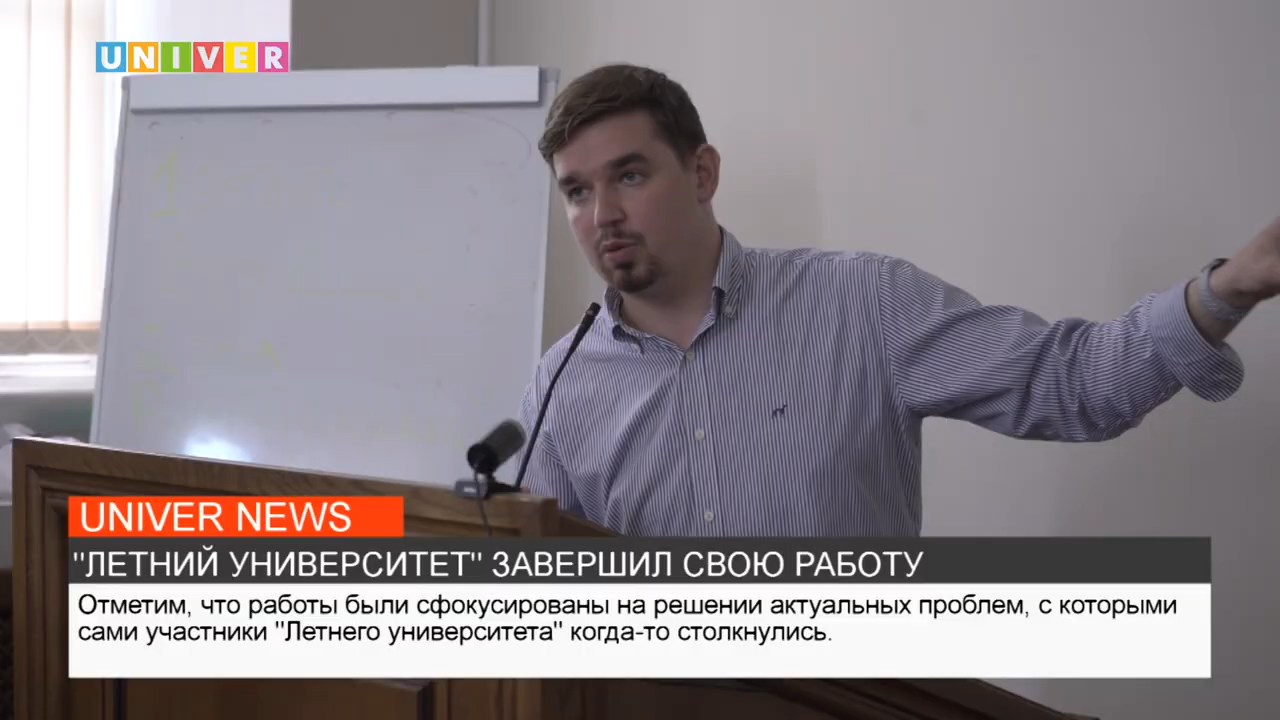 UNIVER
UNIVER NEWS
"ЛЕТНИЙ УНИВЕРСИТЕТ" ЗАВЕРШИЛ СВОЮ РАБОТУ
Отметим, что работы были сфокусированы на решении актуальных проблем, с которыми
сами участники "Летнего университета" когда-то столкнулись.